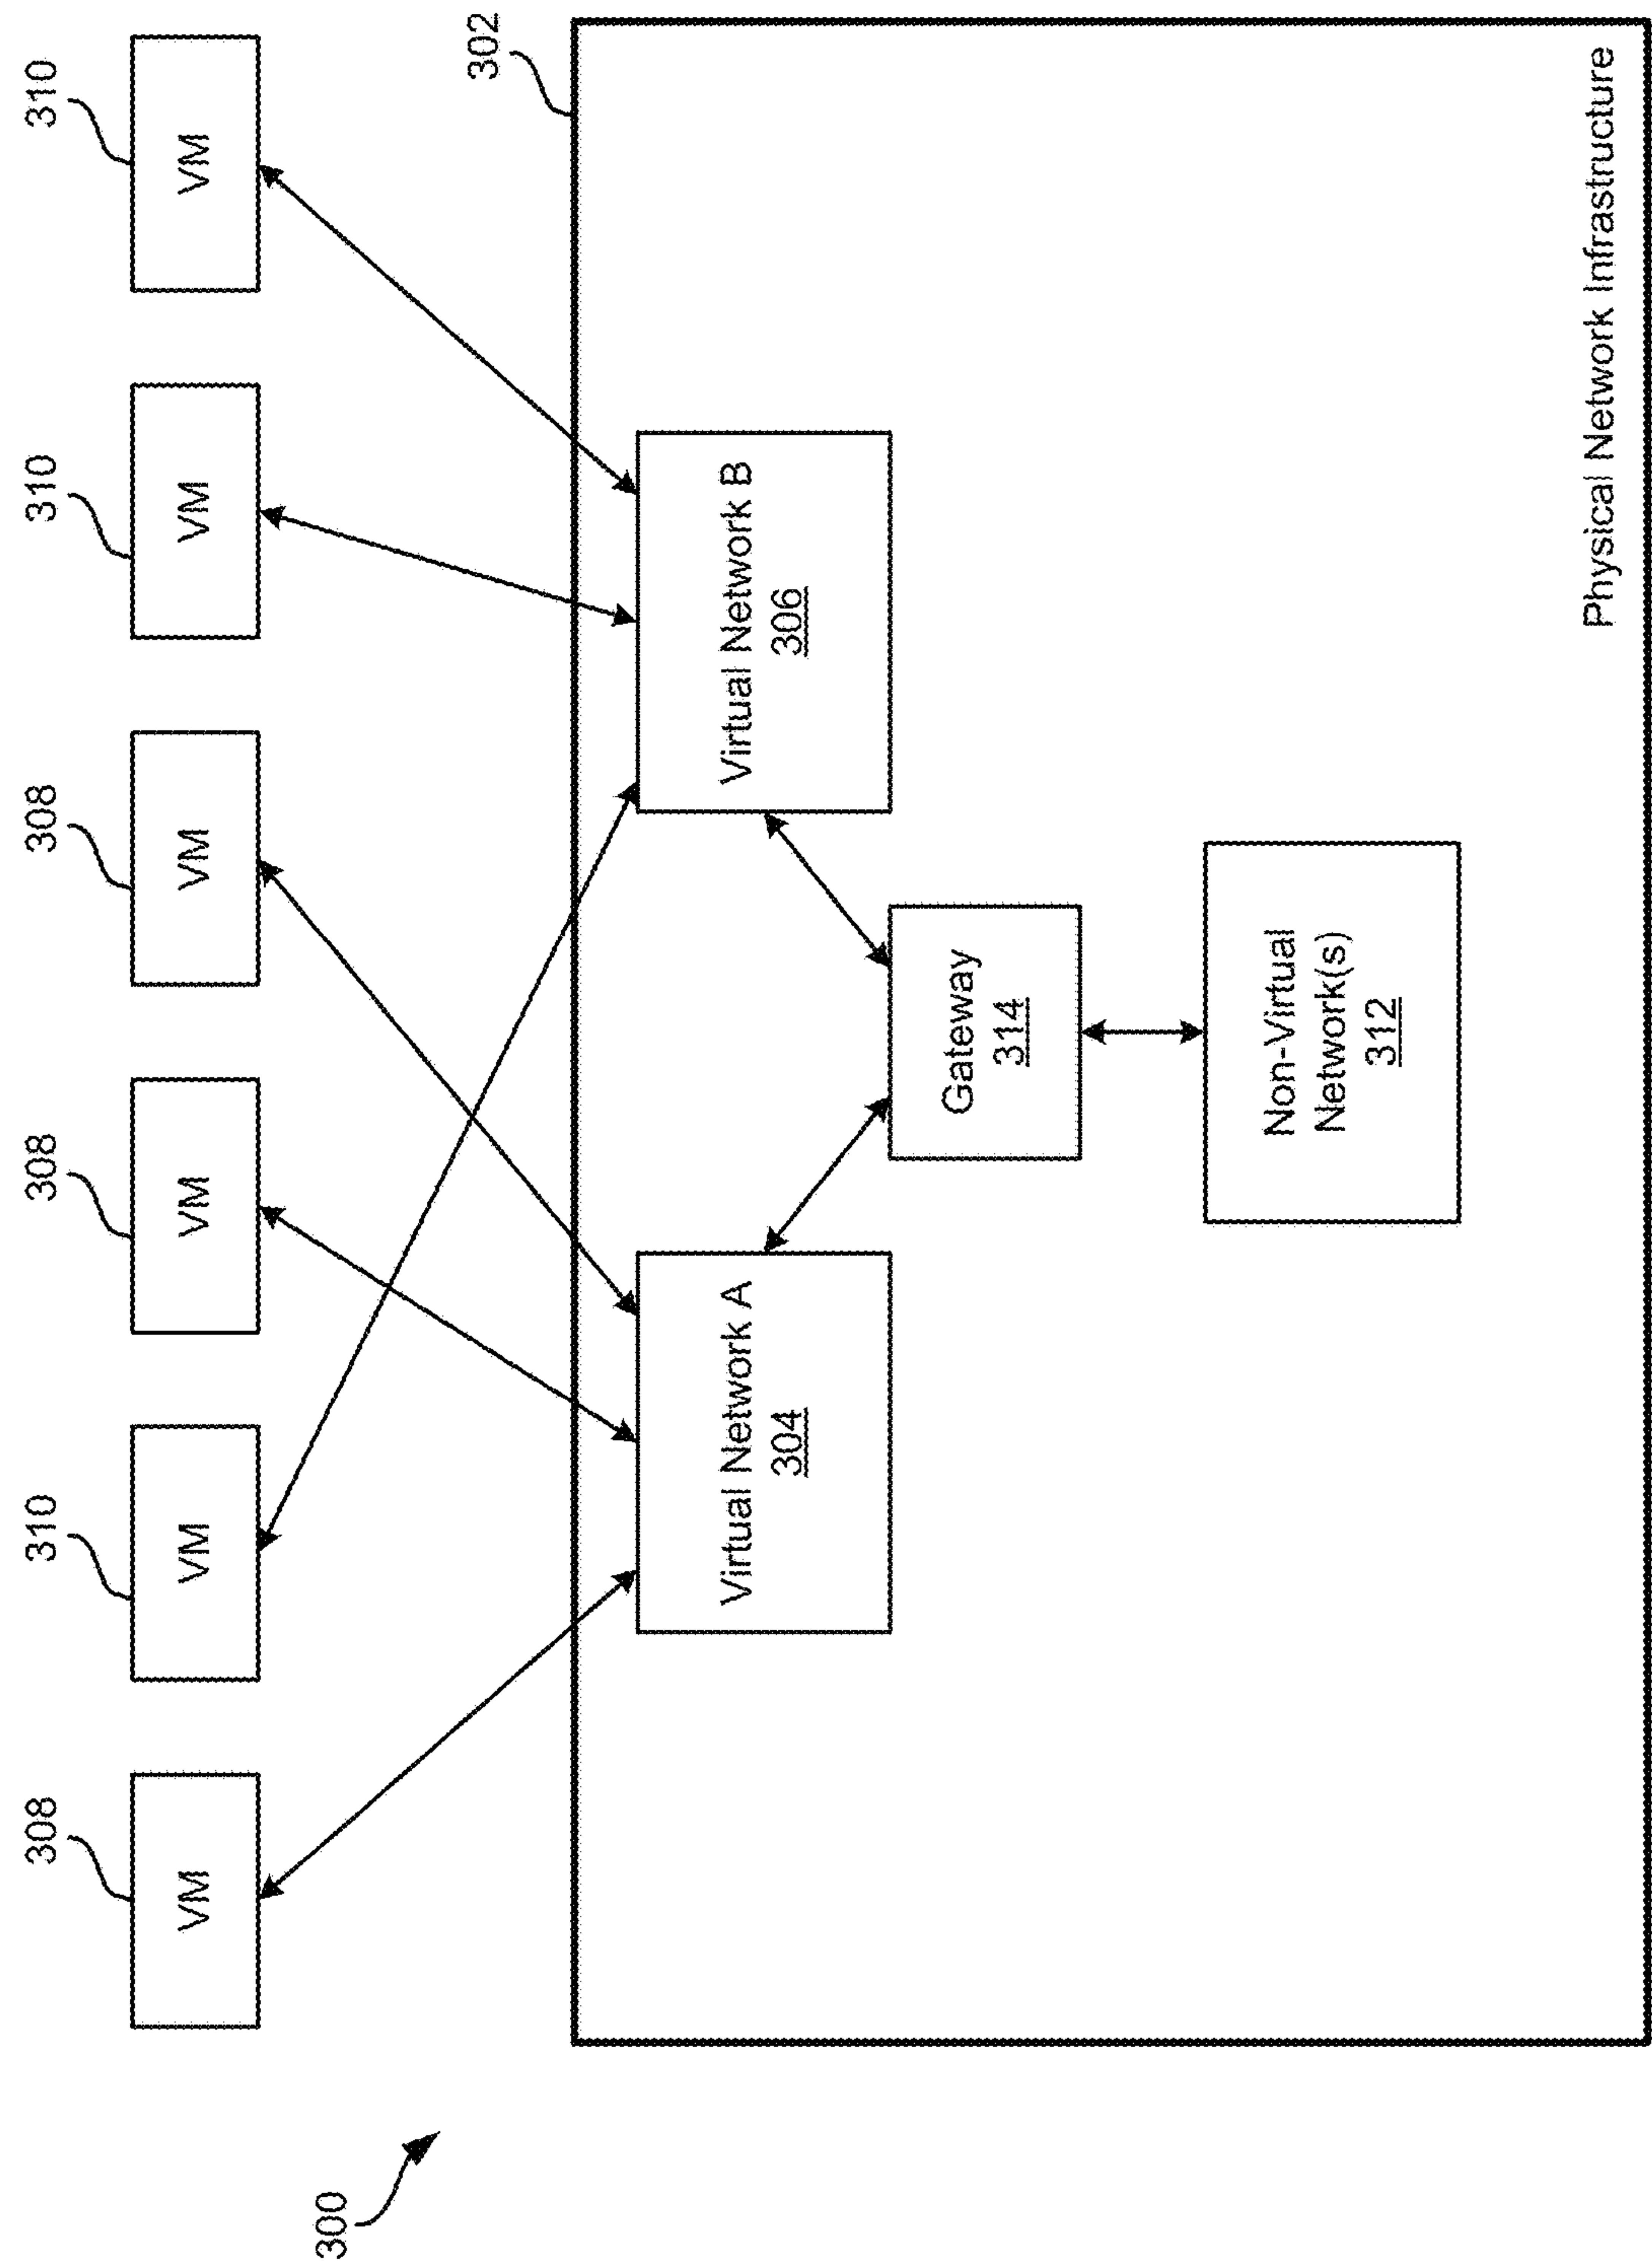 308
310
308
308
310
310
VM
VM
VM
VM
VM
VM
302
300
Virtual Network A
304
Virtual Network B
306
Gateway
314
Non-Virtual
Network(s)
312
Physical Network Infrastructure